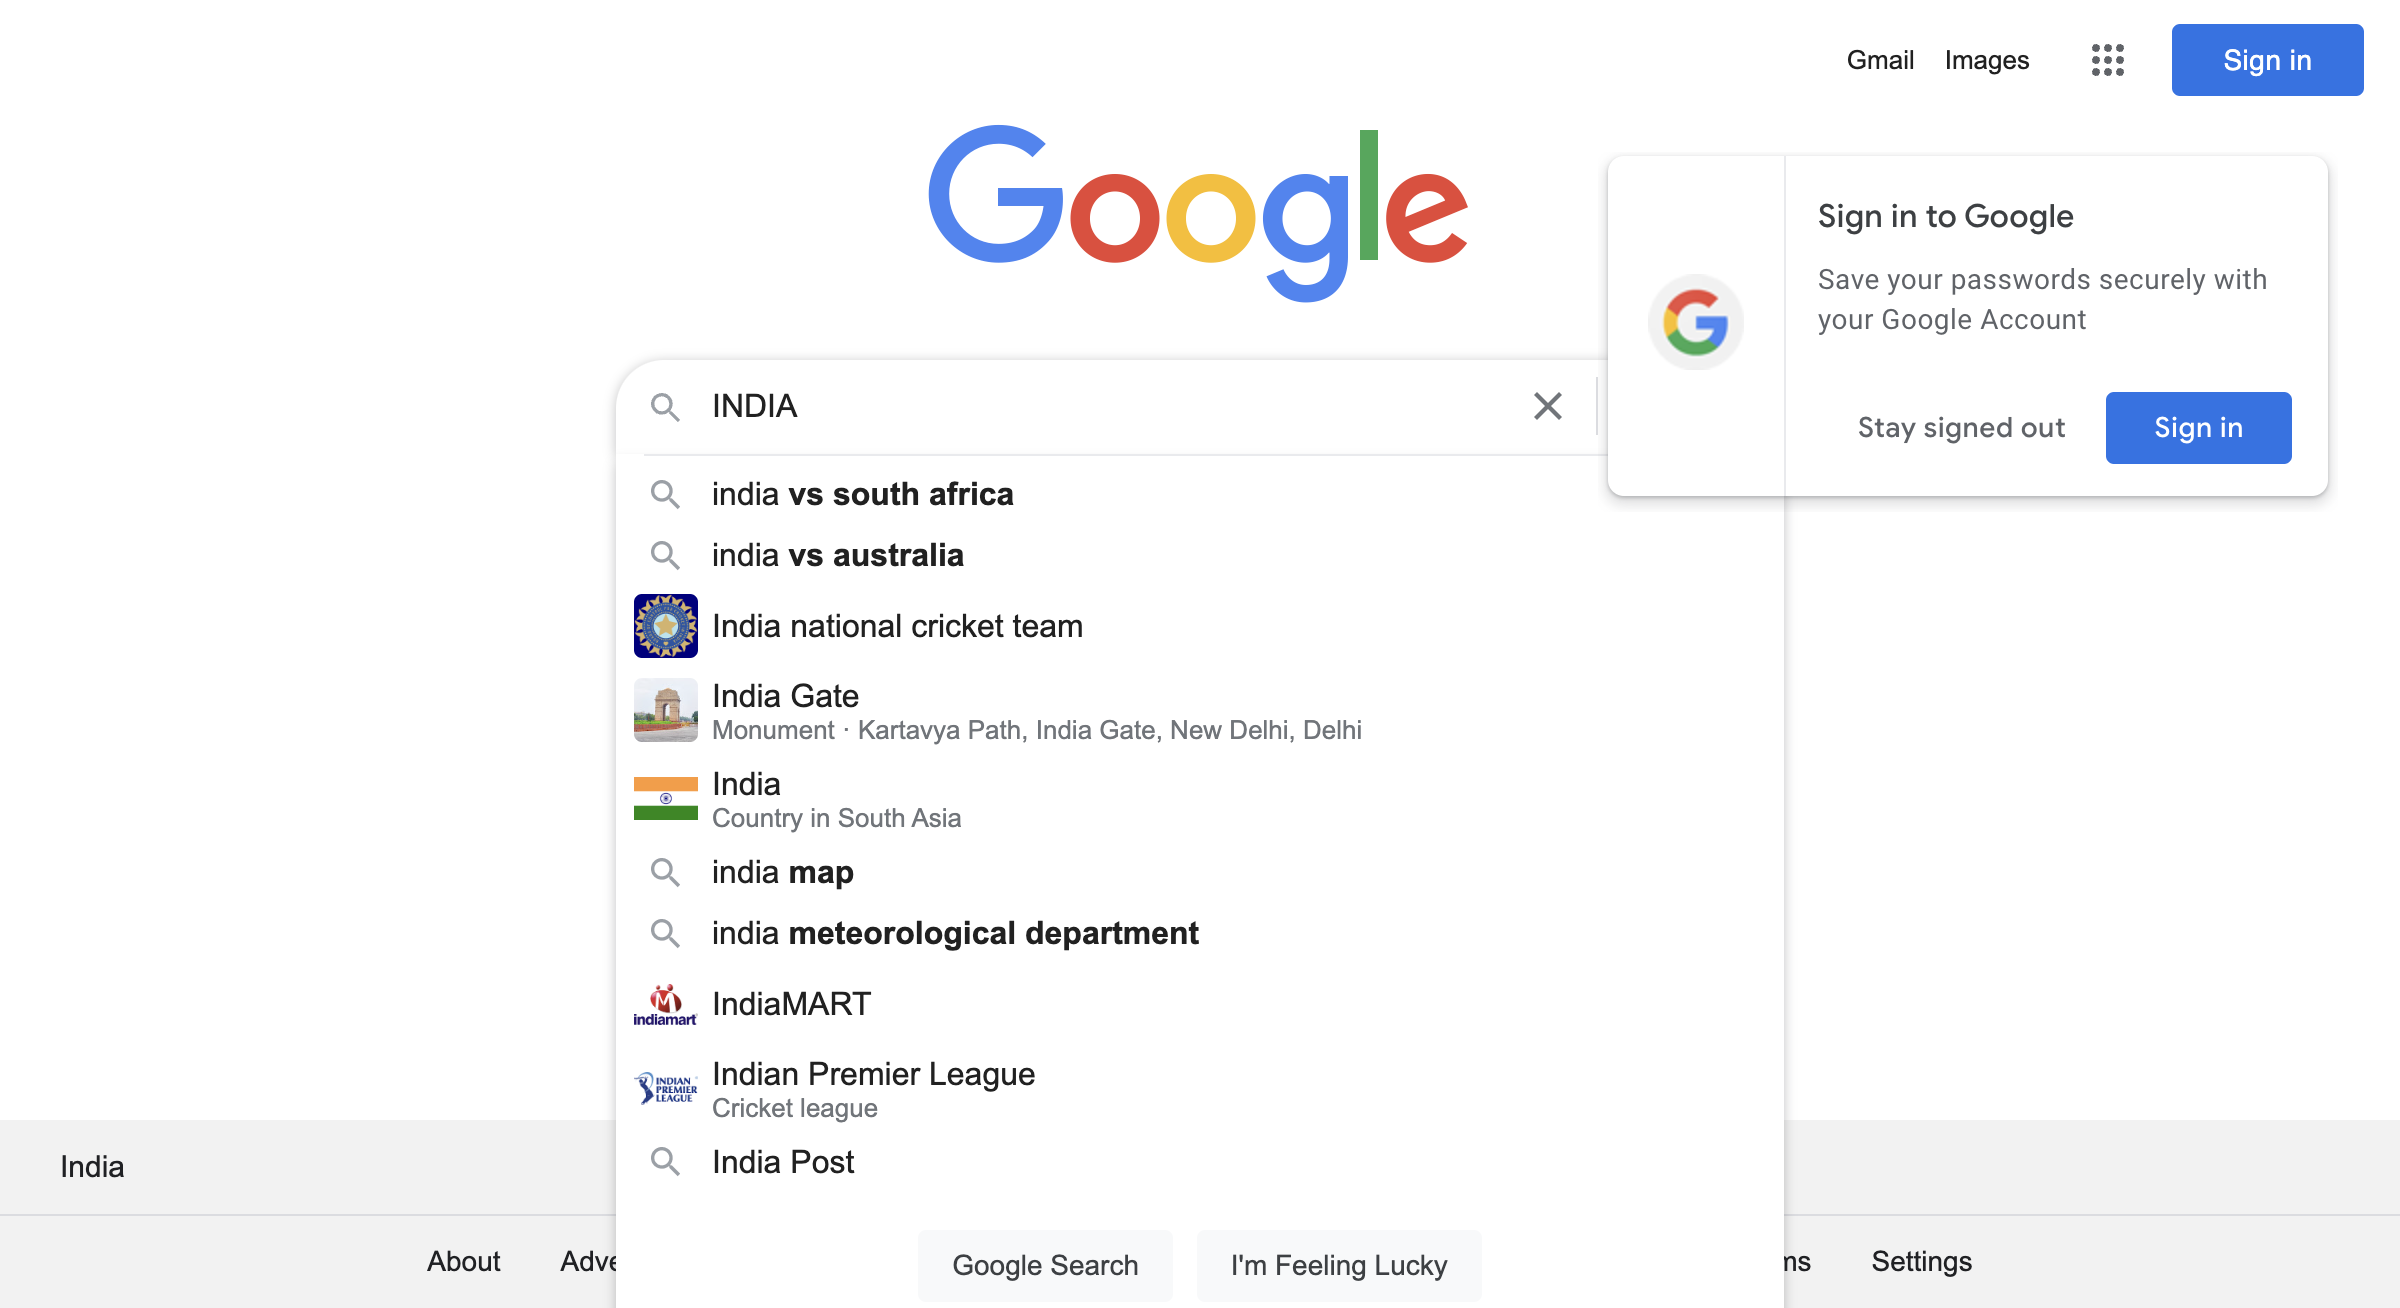 Gmail Images Sign in
Google
Sign in to Google
Save your passwords securely with
your Google Account
Stay signed out Sign in
INDIA
india vs south africa
india vs australia
India national cricket team
India Gate
Monument · Kartavya Path, India Gate, New Delhi, Delhi
India
Country in South Asia
india map
india meteorological department
indiamart
IndiaMART
INDIAN
PREMIER
LEAGUE
Indian Premier League
Cricket league
India Post
Google Search I'm Feeling Lucky
India
About Adve ms Settings